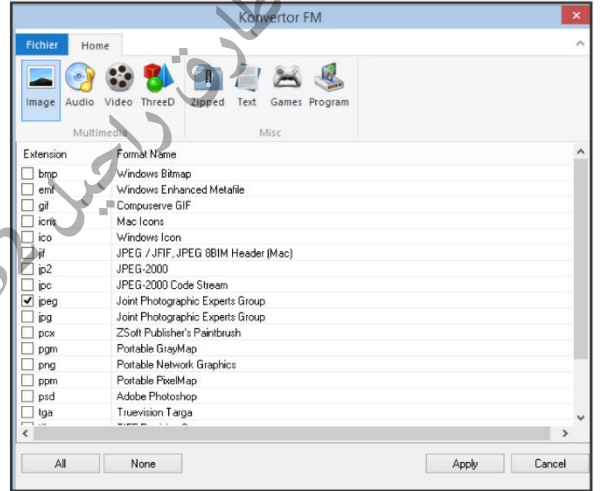 Konvertor FM
Fichier Home
Image Audio Video ThreeD Zipped Text Games Program
Multimedia Misc
Extension Format Name
bmp Windows Bitmap
emf Windows Enhanced Metafile
gif Compuserve GIF
icns Mac Icons
ico Windows Icon
jif JPEG / JFIF, JPEG 8BIM Header (Mac)
jp2 JPEG-2000
jpc JPEG-2000 Code Stream
jpeg Joint Photographic Experts Group
jpg Joint Photographic Experts Group
pcx ZSoft Publisher's Paintbrush
pgm Portable GrayMap
png Portable Network Graphics
ppm Portable PixelMap
psd Adobe Photoshop
tga Truevision Targa
All None Apply Cancel
طارق راحيل